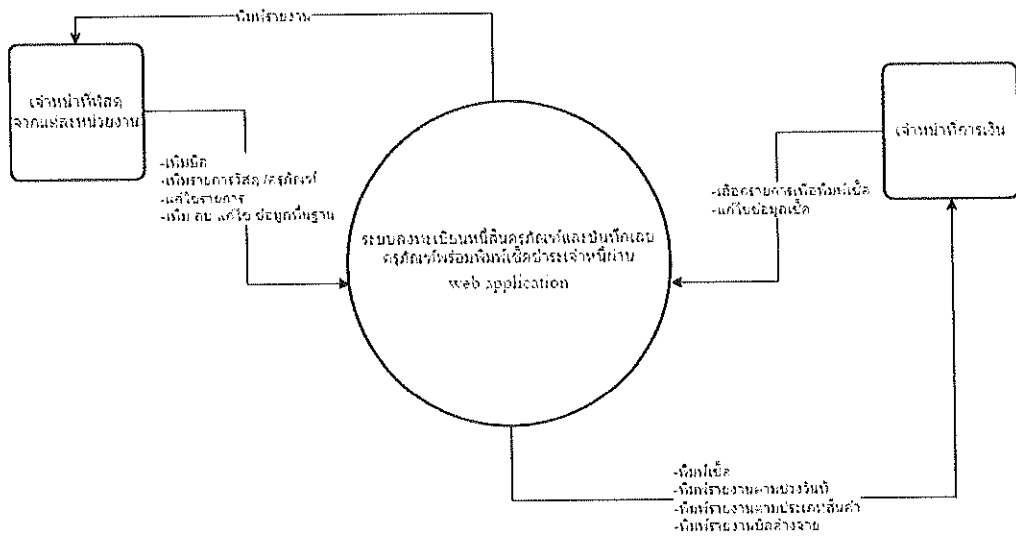 พิมพ์รายงาน
เจ้าหน้าที่พัสดุ
จากแต่ละหน่วยงาน
-เพิ่มบิล
-เพิ่มรายการวัสดุ/ครุภัณฑ์
-แก้ไขรายการ
-เพิ่ม ลบ แก้ไข ข้อมูลพื้นฐาน
เจ้าหน้าที่การเงิน
-เลือกรายการเพื่อพิมพ์เช็ค
-แก้ไขข้อมูลเช็ค
ระบบลงทะเบียนหนี้สินครุภัณฑ์และบันทึกเลข
ครุภัณฑ์พร้อมพิมพ์เช็คชำระเจ้าหนี้ผ่าน
web application
-พิมพ์เช็ค
-พิมพ์รายงานตามช่วงวันที่
-พิมพ์รายงานตามประเภทสินค้า
-พิมพ์รายงานบิลค้างจ่าย